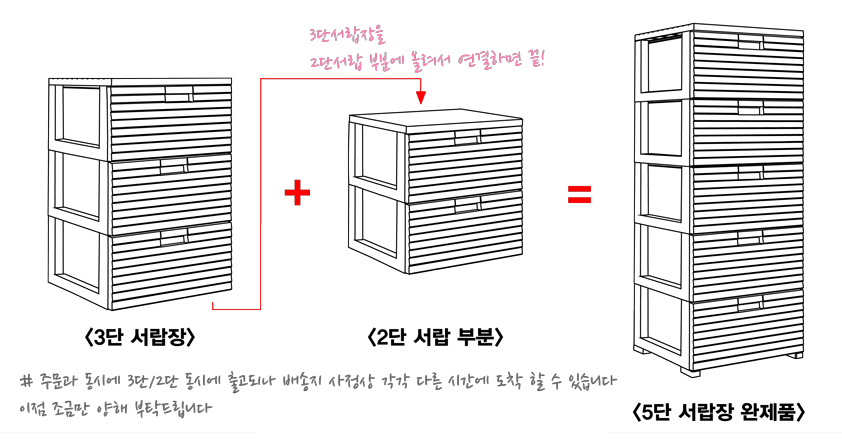 3단서랍장을
2단서랍 부분에 올려서 연결하면 끝!
<3단 서랍장>
<2단 서랍 부분>
<5단 서랍장 완제품>
# 주문과 동시에 3단/2단 동시에 출고되나 배송지 사정상 각각 다른 시간에 도착 할 수 있습니다
이점 조금만 양해 부탁드립니다